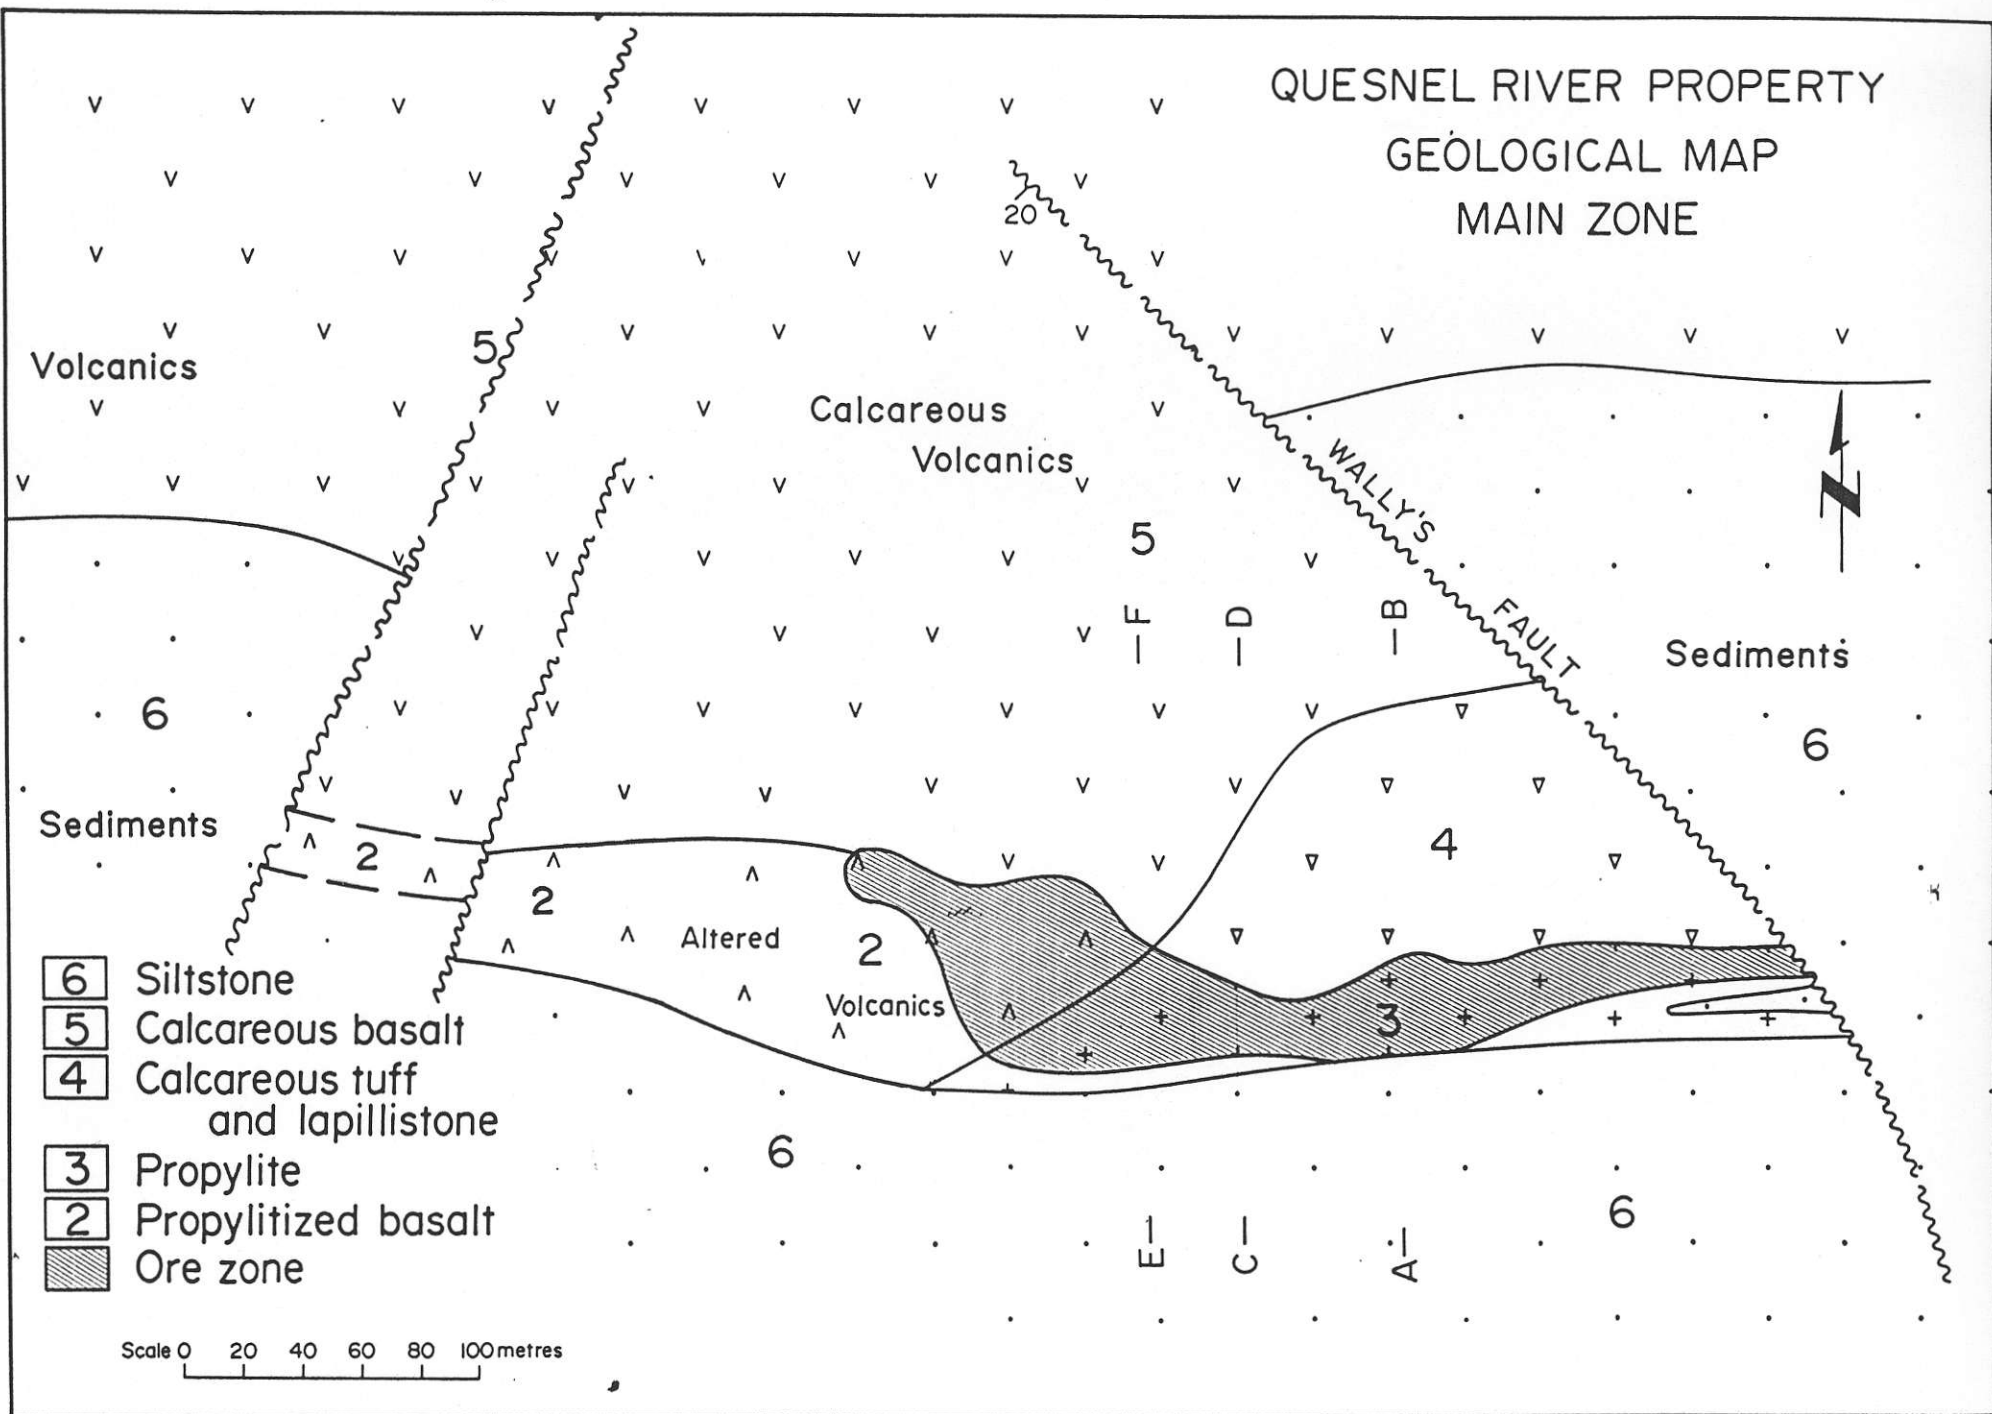 QUESNEL RIVER PROPERTY
GEOLOGICAL MAP
MAIN ZONE
20
5
Volcanics
Calcareous
Volcanics
WALLY'S
FAULT
5
F
D
B
Sediments
6
6
Sediments
4
2
2
Altered
2
Volcanics
3
N
6 Siltstone
5 Calcareous basalt
4 Calcareous tuff
and lapillistone
3 Propylite
2 Propylitized basalt
Ore zone
6
6
E
C
A
Scale 0 20 40 60 80 100 metres